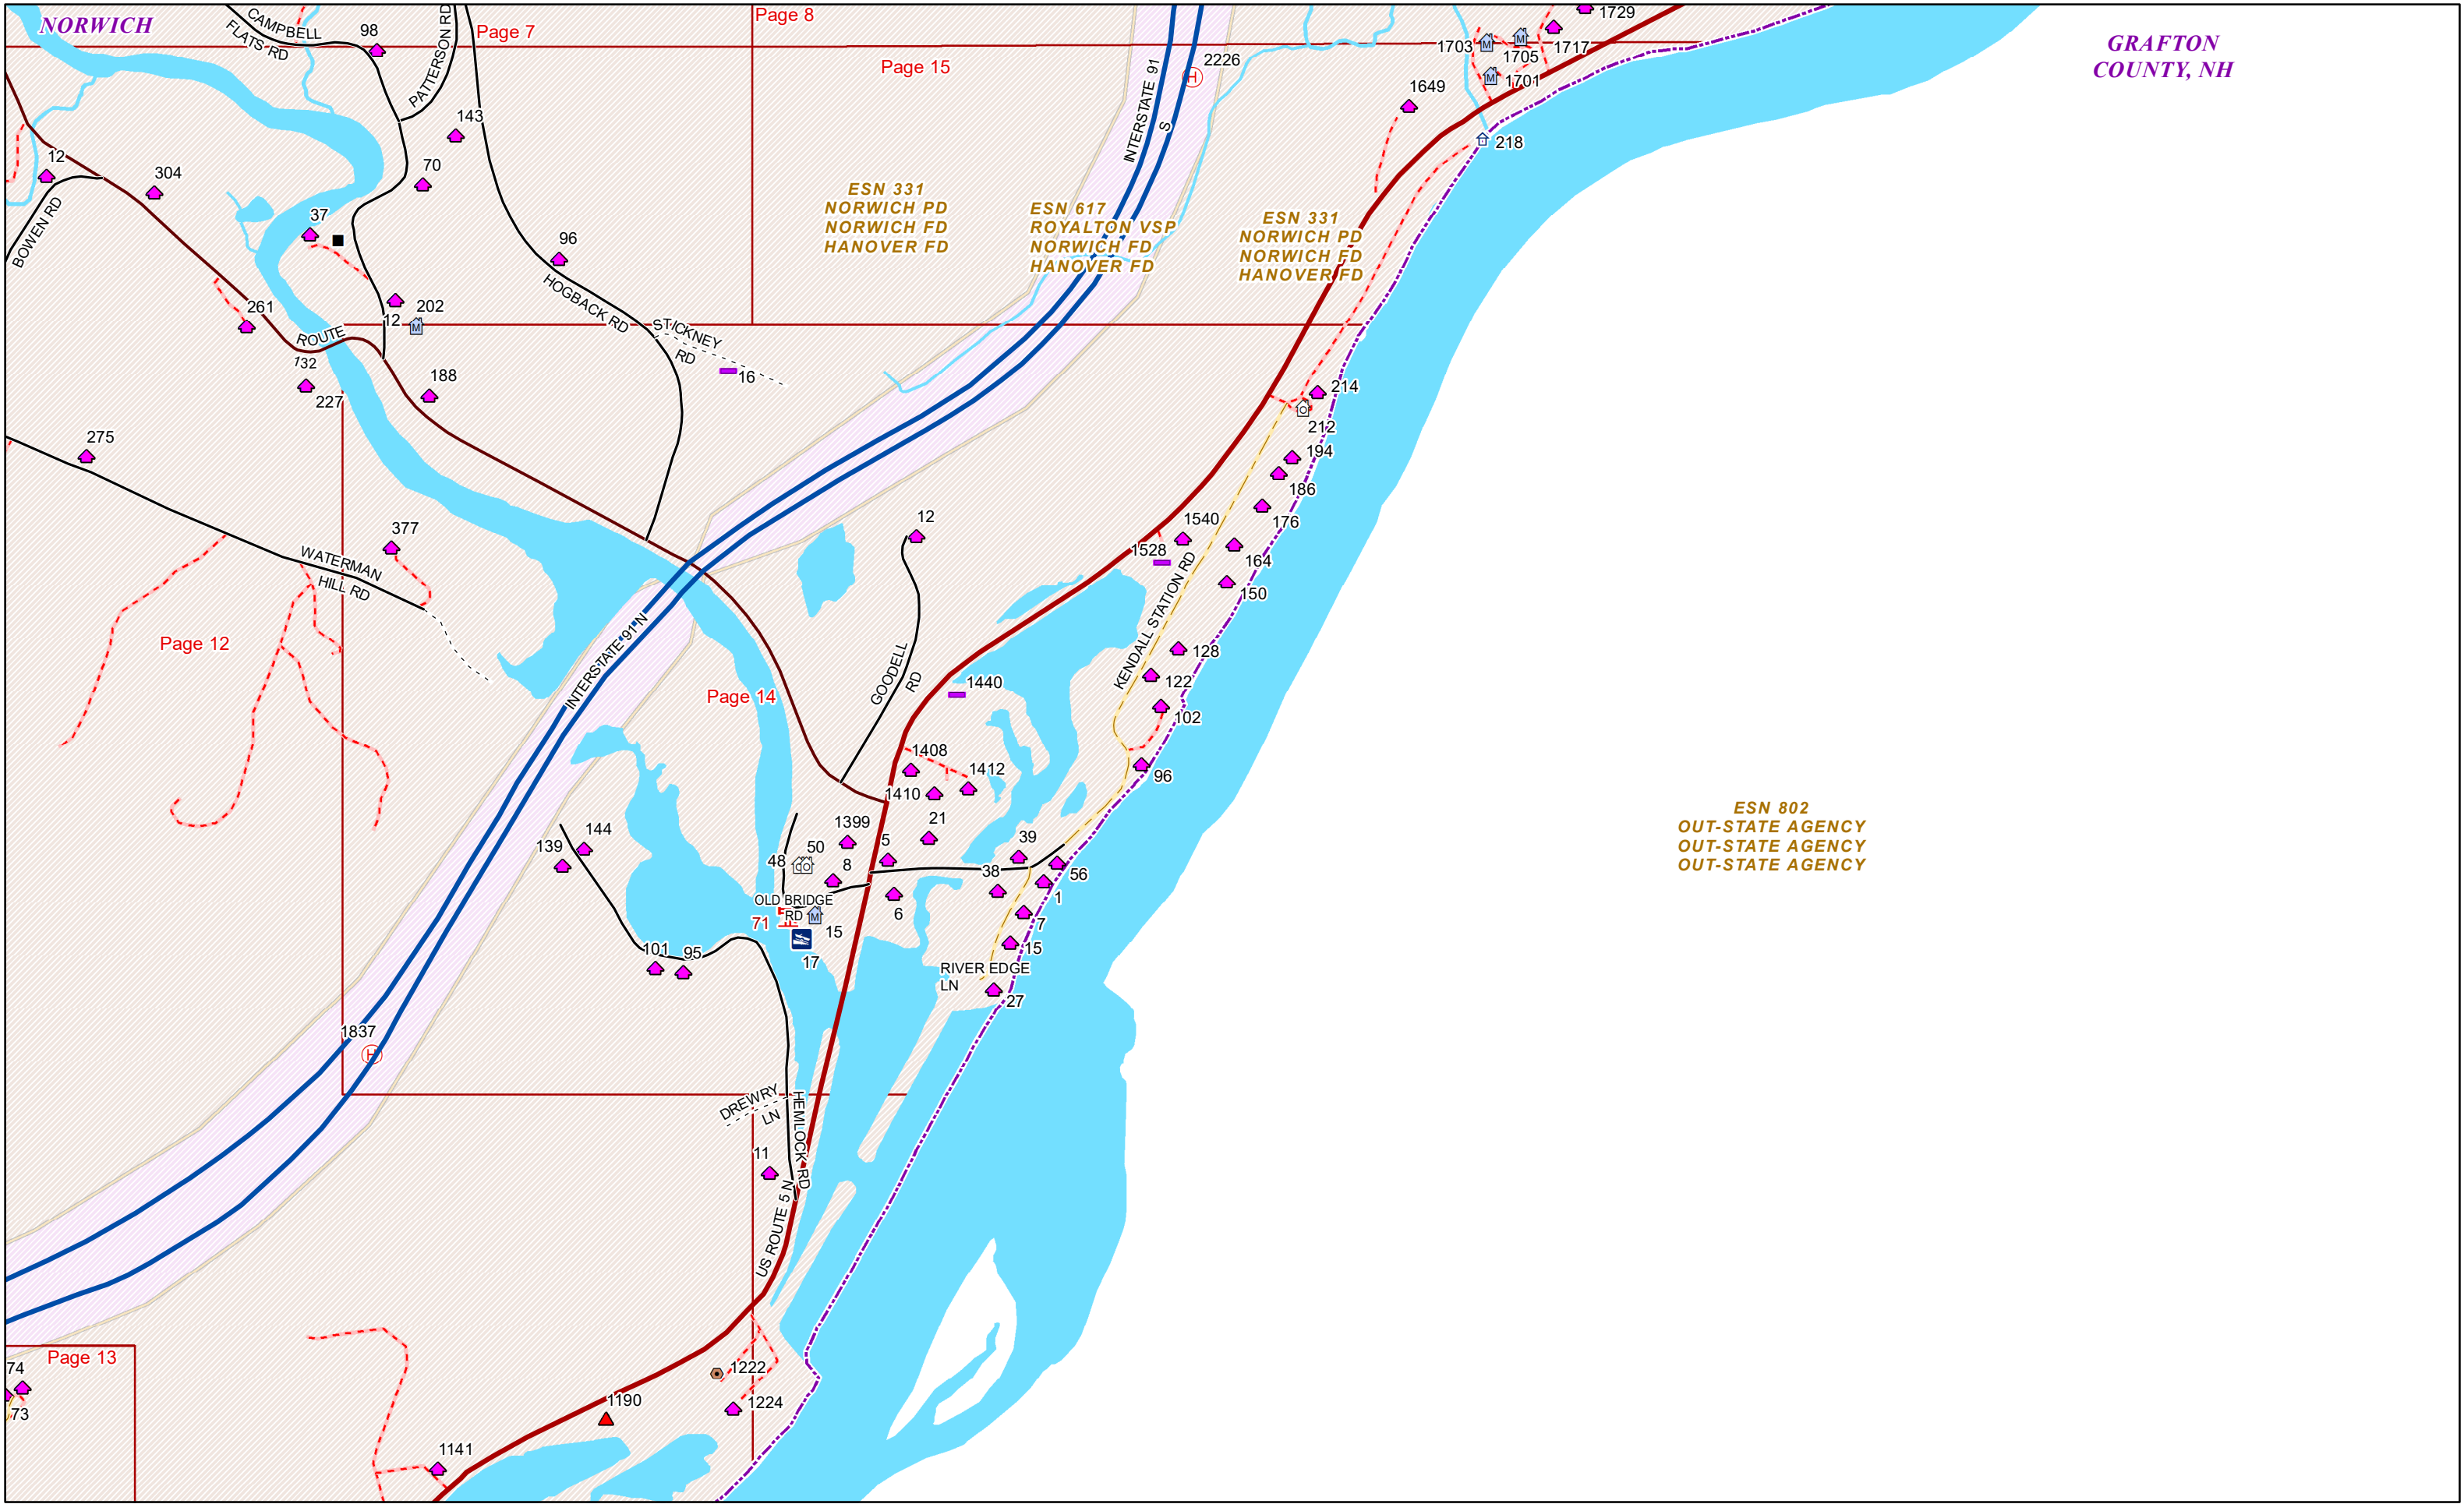 NORWICH
CAMPBELL
FLATS RD
98
PATTERSON RD
Page 7
Page 8
Page 15
INTERSTATE 91
S
2226
1703
1705
1701
1717
1729
GRAFTON
COUNTY, NH
1649
218
143
12
304
70
BOWEN RD
37
96
HOGBACK RD
STICKNEY
RD
16
ESN 331
NORWICH PD
NORWICH FD
HANOVER FD
ESN 617
ROYALTON VSP
NORWICH FD
HANOVER FD
ESN 331
NORWICH PD
NORWICH FD
HANOVER FD
261
12
202
ROUTE
132
227
188
275
214
212
194
186
176
164
150
377
WATERMAN
HILL RD
12
1540
1528
KENDALL STATION RD
Page 12
INTERSTATE 91 N
Page 14
GOODELL
RD
1440
128
122
102
96
1408
1412
1410
144
139
1399
21
5
39
48
50
8
38
56
OLD BRIDGE
RD
71
15
6
1
7
15
17
101
95
RIVER EDGE
LN
27
ESN 802
OUT-STATE AGENCY
OUT-STATE AGENCY
OUT-STATE AGENCY
1837
H
H
DREWRY
LN
HEMLOCK RD
11
US ROUTE 5 N
Page 13
74
73
1222
1190
1224
1141
M
M
M
M
M
O
O